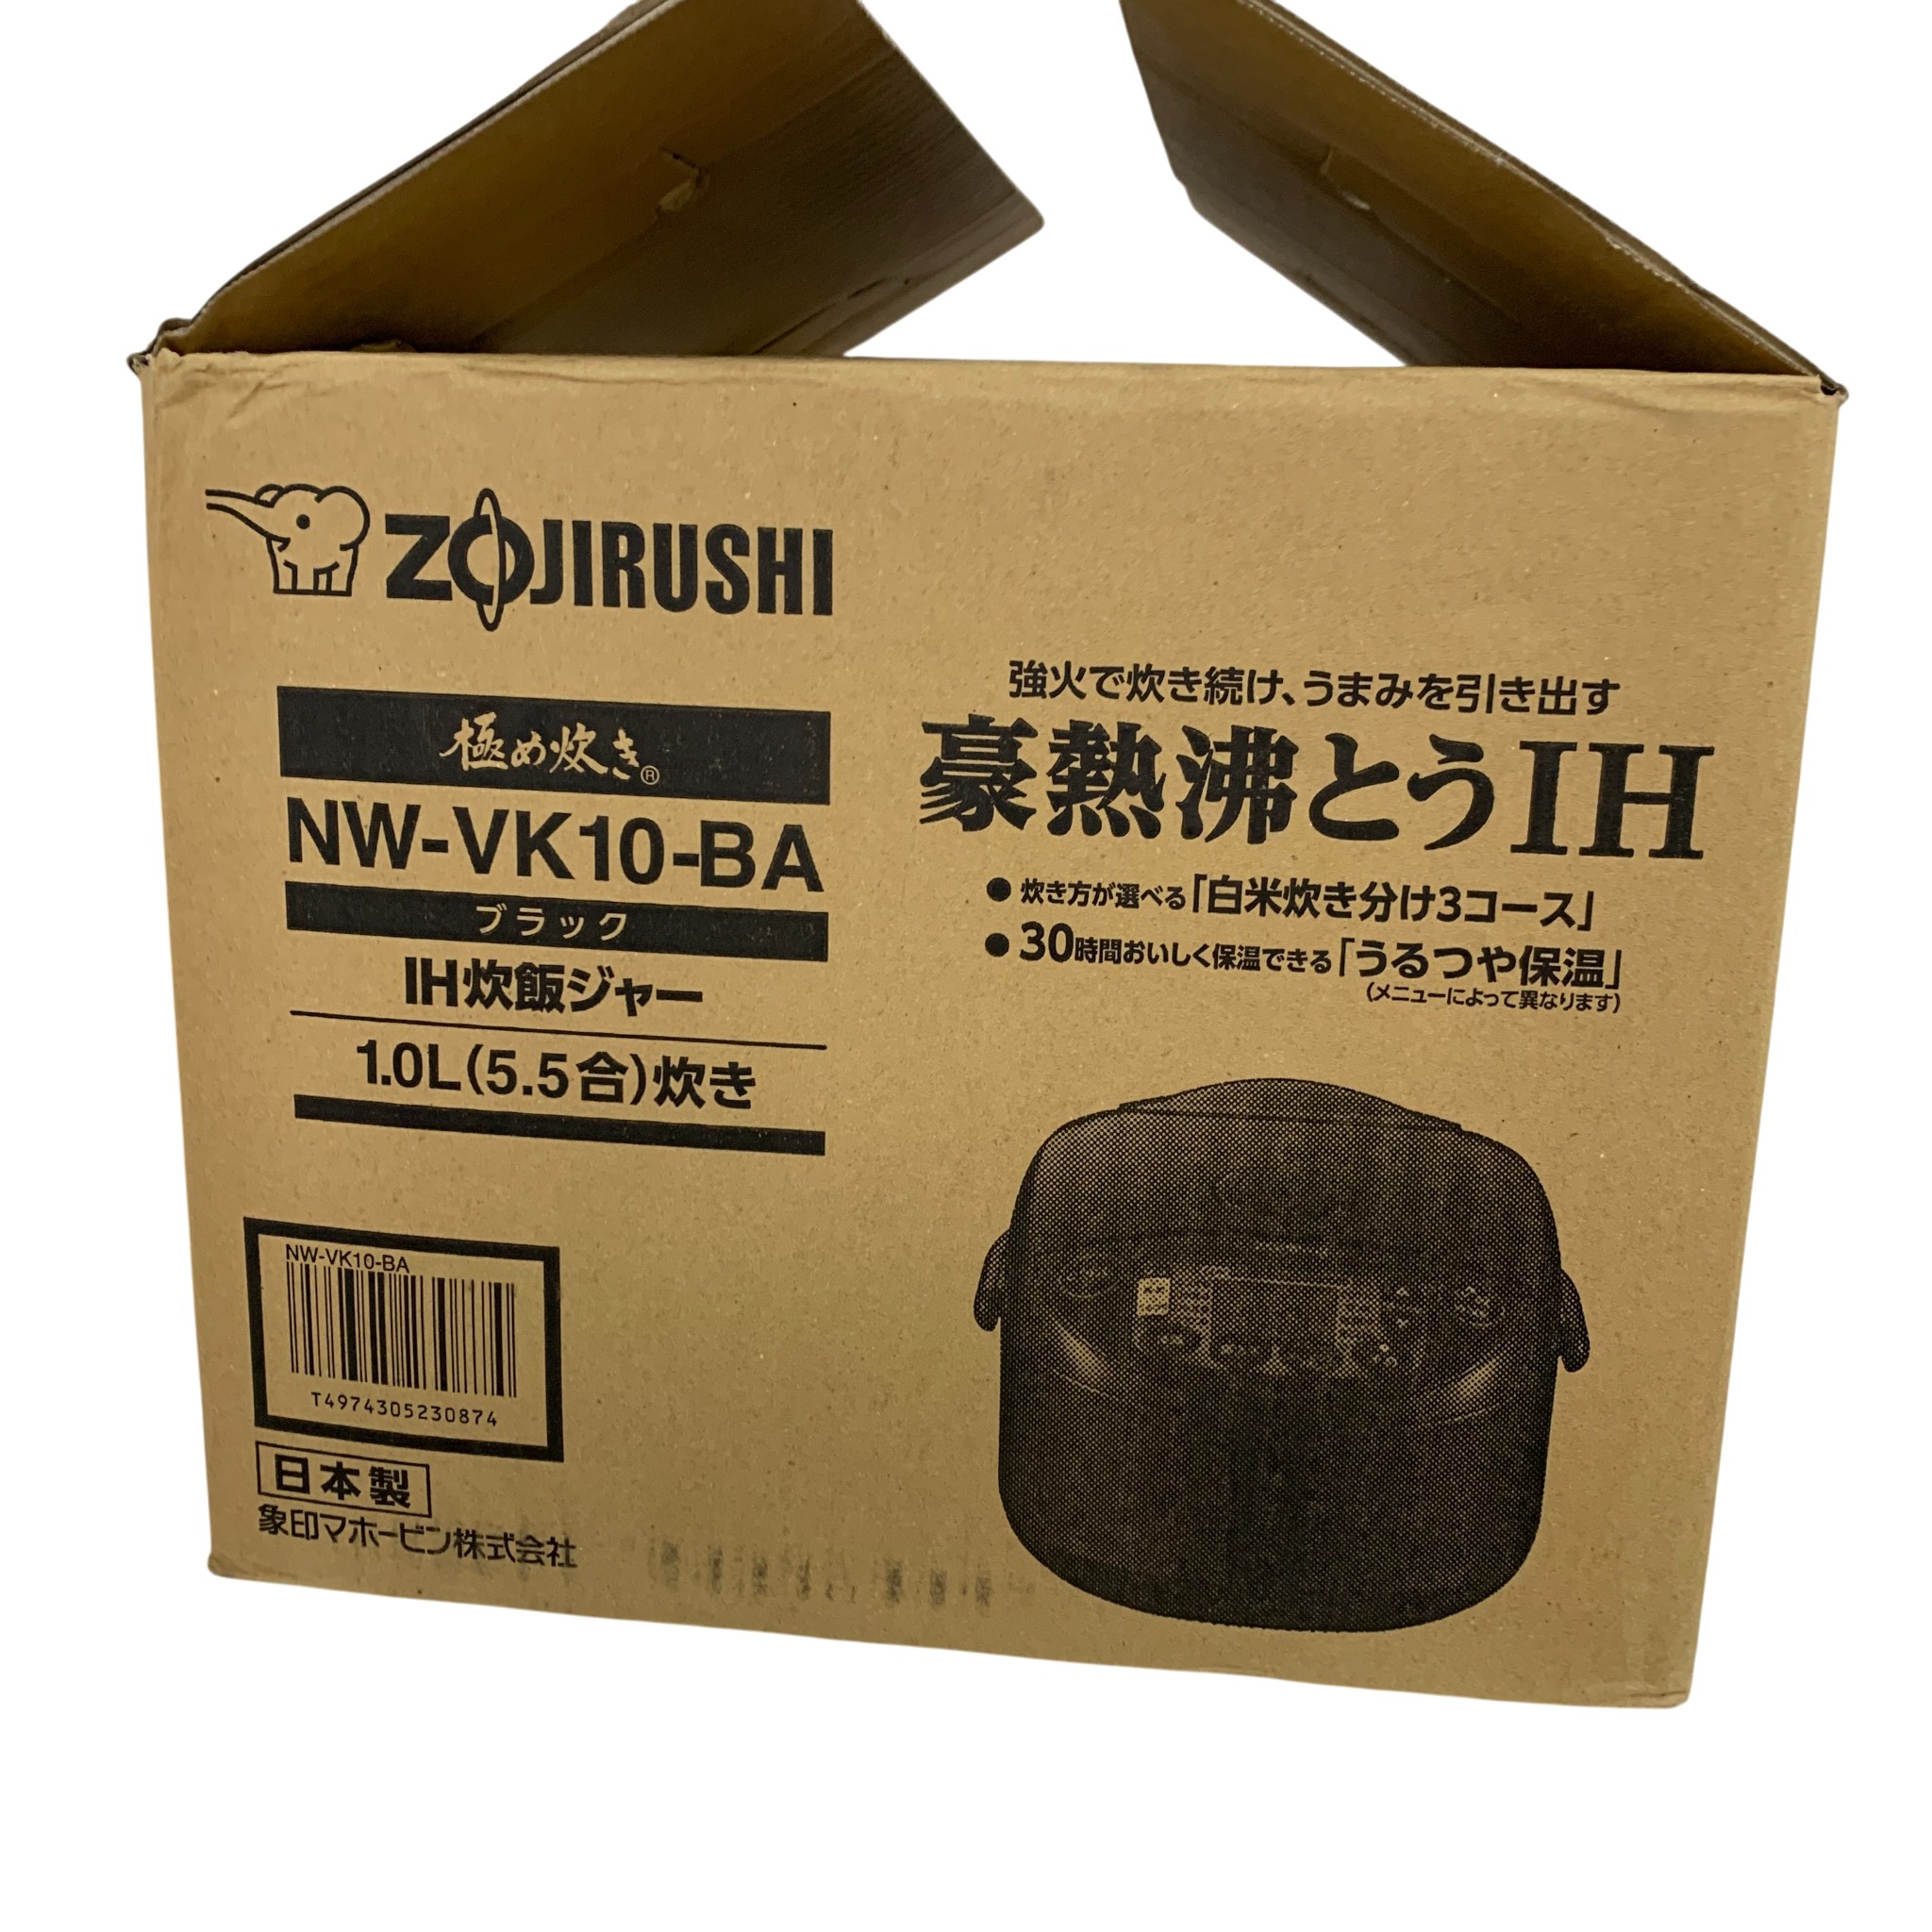 ZOJIRUSHI
極め炊き®
NW-VK10-BA
ブラック
IH炊飯ジャー
1.0L(5.5合)炊き
強火で炊き続け、うまみを引き出す
豪熱沸とうIH
● 炊き方が選べる「白米炊き分け3コース」
● 30時間おいしく保温できる「うるつや保温」
(メニューによって異なります)
NW-VK10-BA
T4974305230874
日本製
象印マホービン株式会社